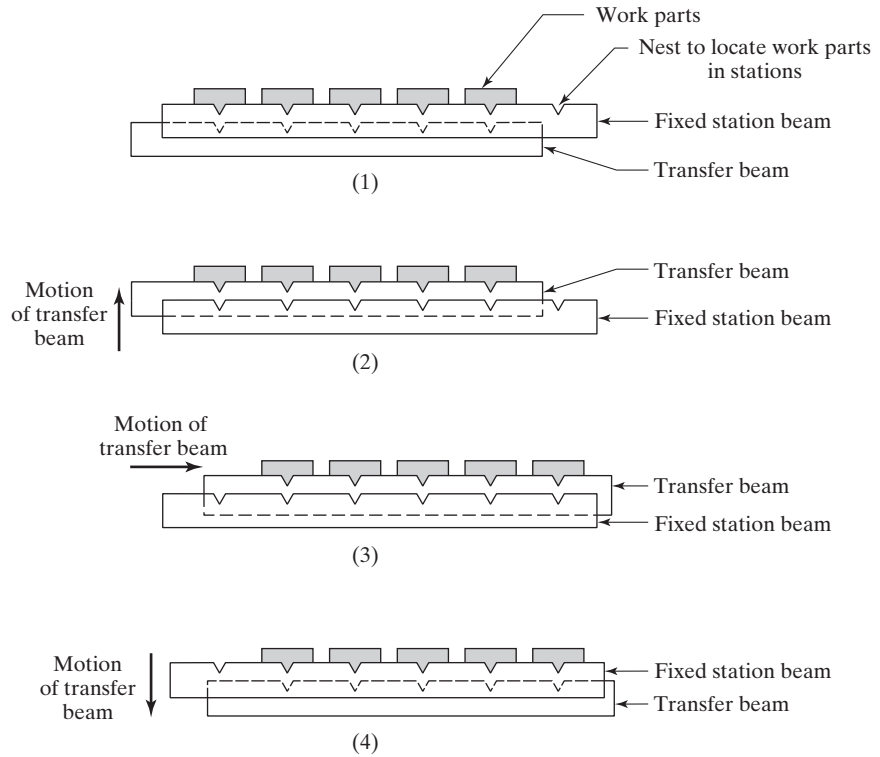 Work parts
Nest to locate work parts
in stations
Fixed station beam
Transfer beam
(1)
Motion
of transfer
beam
Transfer beam
Fixed station beam
(2)
Motion of
transfer beam
Transfer beam
Fixed station beam
(3)
Motion
of transfer
beam
Fixed station beam
Transfer beam
(4)